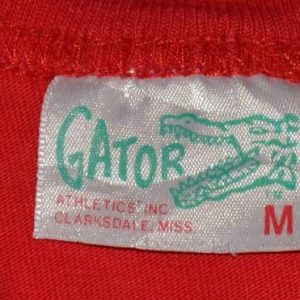 GATOR
ATHLETICS INC.
CLARKSDALE, MISS.
M